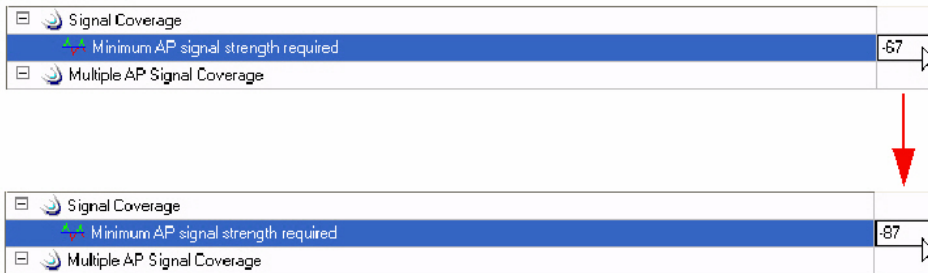 Signal Coverage
Minimum AP signal strength required -67
Multiple AP Signal Coverage
Signal Coverage
Minimum AP signal strength required -87
Multiple AP Signal Coverage